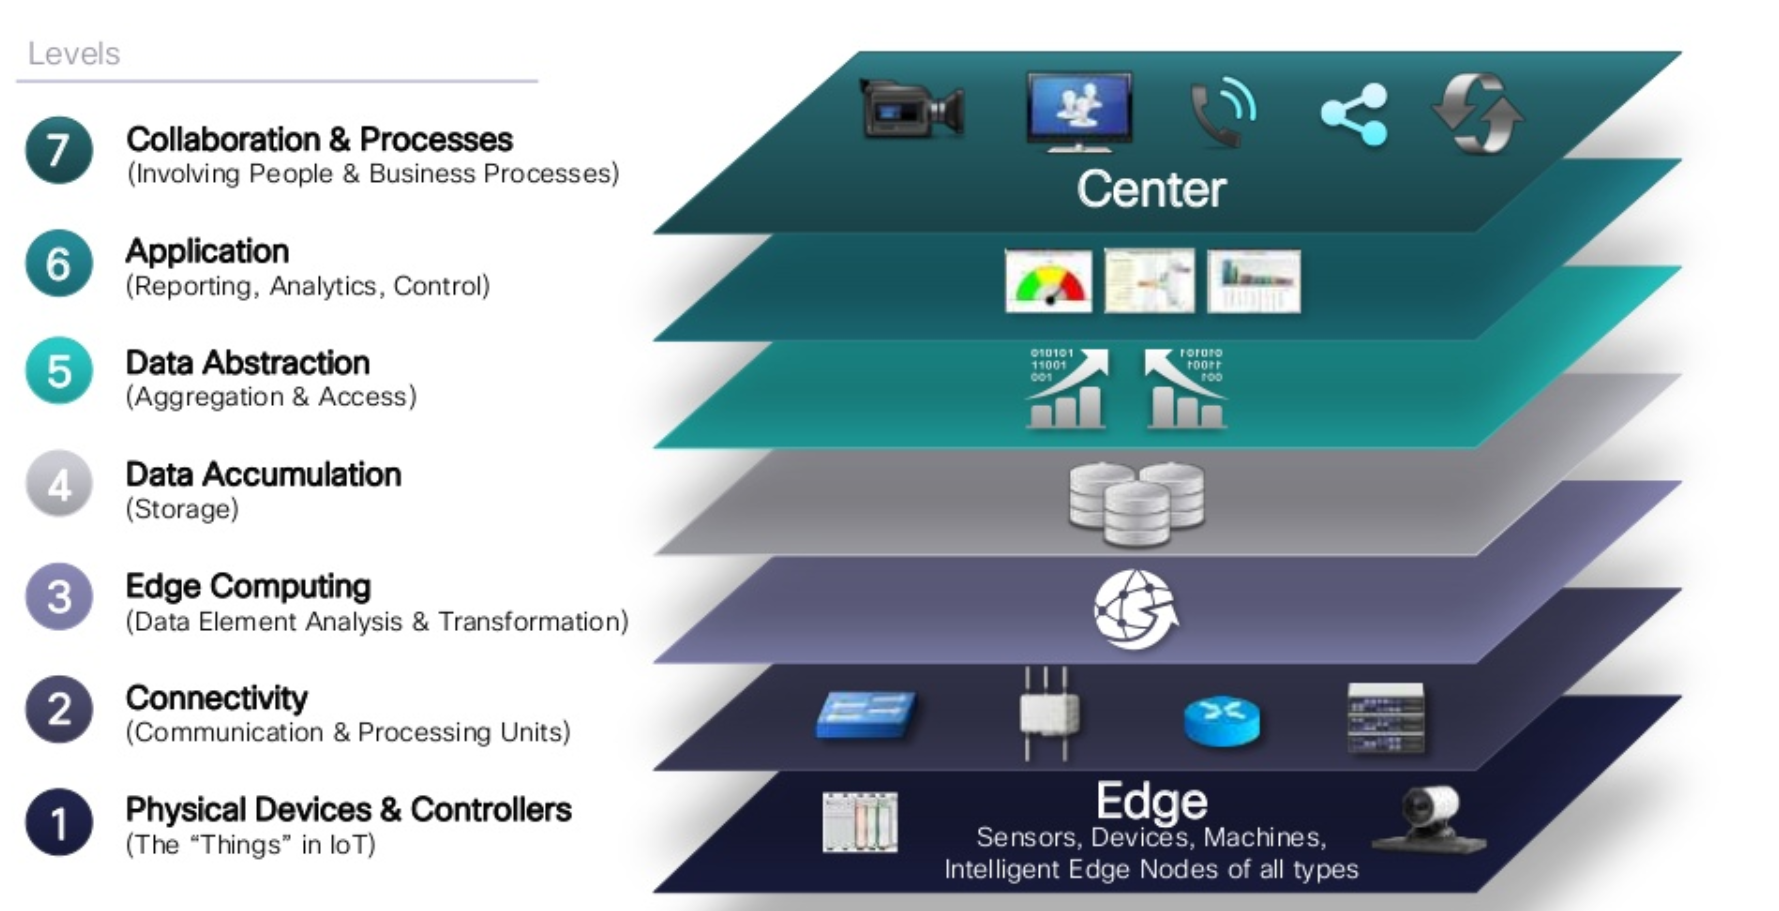 Levels
7
Collaboration & Processes
(Involving People & Business Processes)
6
Application
(Reporting, Analytics, Control)
5
Data Abstraction
(Aggregation & Access)
4
Data Accumulation
(Storage)
3
Edge Computing
(Data Element Analysis & Transformation)
2
Connectivity
(Communication & Processing Units)
1
Physical Devices & Controllers
(The “Things” in IoT)
Center
010101
11001
001
Edge
Sensors, Devices, Machines,
Intelligent Edge Nodes of all types